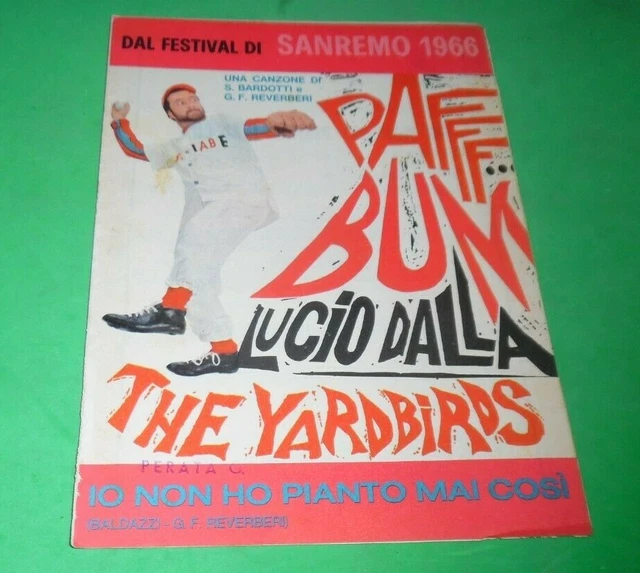 DAL FESTIVAL DI SANREMO 1966
UNA CANZONE DI
S. BARDOTTI e
G. F. REVERBERI
PAFFF...
BUM
LUCIO DALLA
THE YARDBIRDS
PERATA G.
IO NON HO PIANTO MAI COSÌ
(BALDAZZI - G. F. REVERBERI)